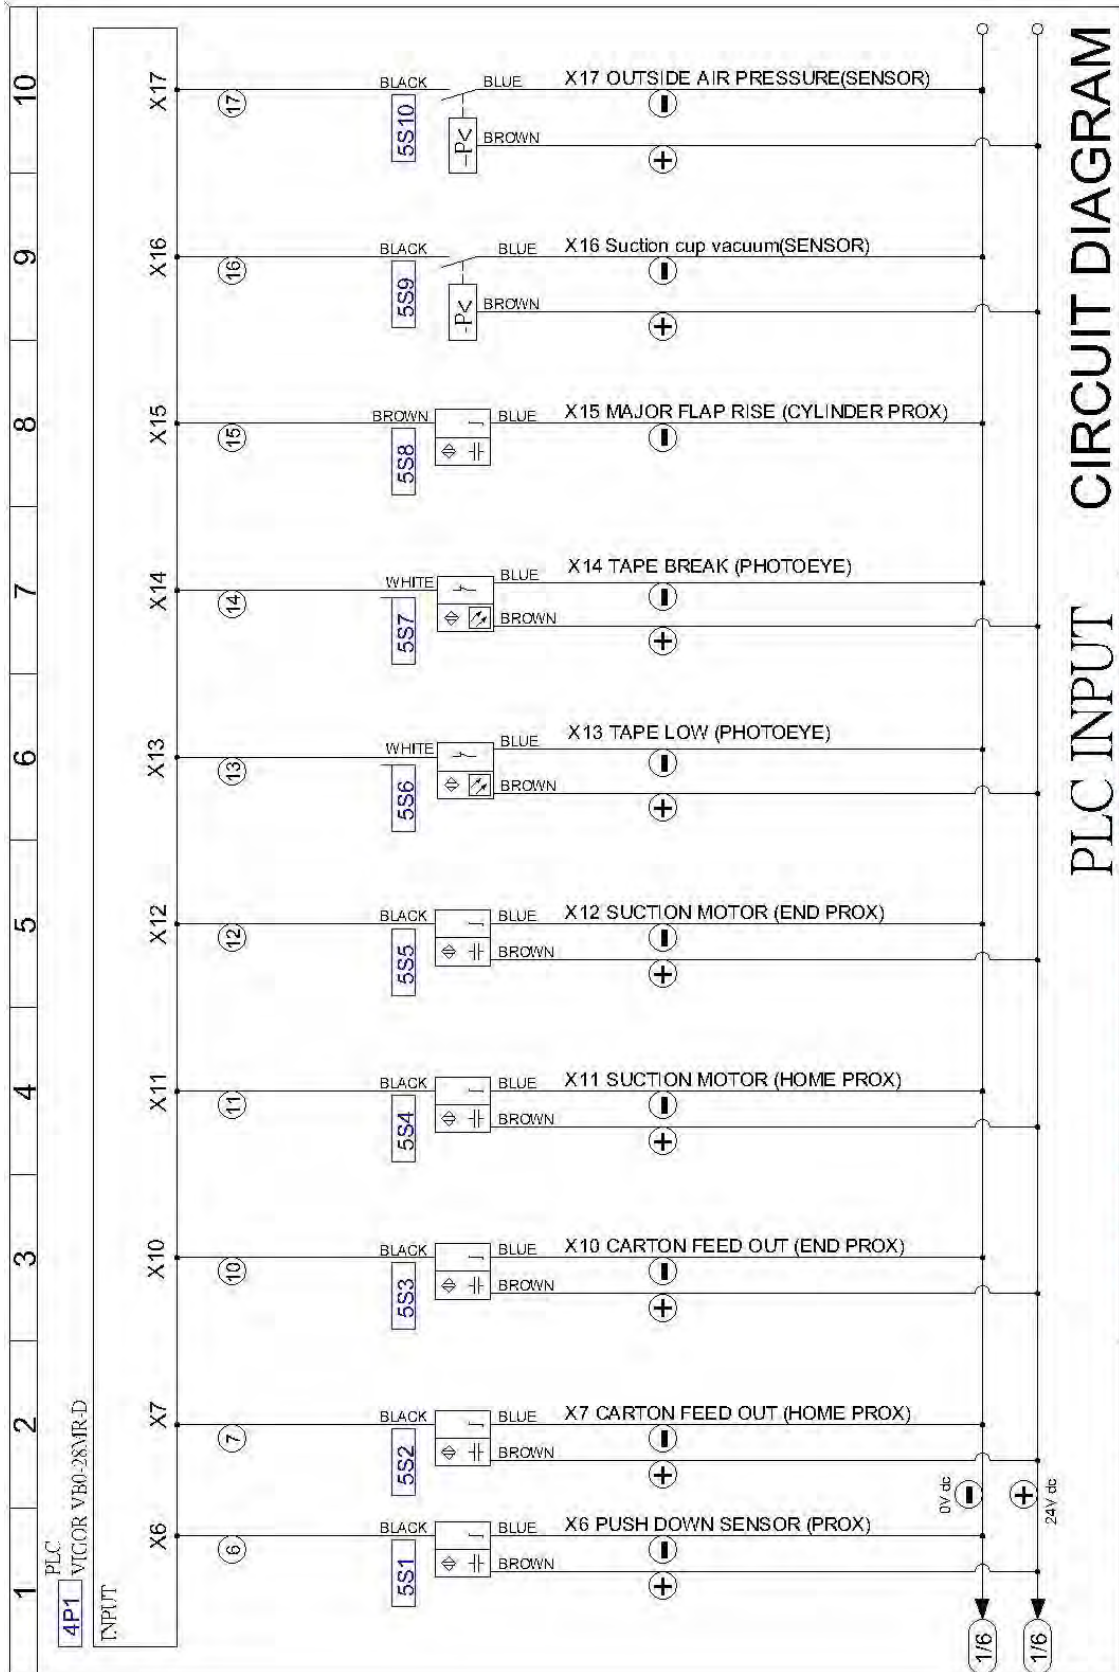 10
9
8
7
6
5
4
3
2
1
PLC
4P1 VIGOR VB0-28MR-D
INPUT
X17
17
BLACK
5S10
-P<
BLUE
BROWN
X17 OUTSIDE AIR PRESSURE(SENSOR)
X16
16
BLACK
5S9
-P<
BLUE
BROWN
X16 Suction cup vacuum(SENSOR)
X15
15
BROWN
5S8
BLUE
X15 MAJOR FLAP RISE (CYLINDER PROX)
X14
14
WHITE
5S7
BLUE
BROWN
X14 TAPE BREAK (PHOTOEYE)
X13
13
WHITE
5S6
BLUE
BROWN
X13 TAPE LOW (PHOTOEYE)
X12
12
BLACK
5S5
BLUE
BROWN
X12 SUCTION MOTOR (END PROX)
X11
11
BLACK
5S4
BLUE
BROWN
X11 SUCTION MOTOR (HOME PROX)
X10
10
BLACK
5S3
BLUE
BROWN
X10 CARTON FEED OUT (END PROX)
X7
7
BLACK
5S2
BLUE
BROWN
X7 CARTON FEED OUT (HOME PROX)
X6
6
BLACK
5S1
BLUE
BROWN
X6 PUSH DOWN SENSOR (PROX)
0V dc
24V dc
1/6
1/6
PLC INPUT CIRCUIT DIAGRAM